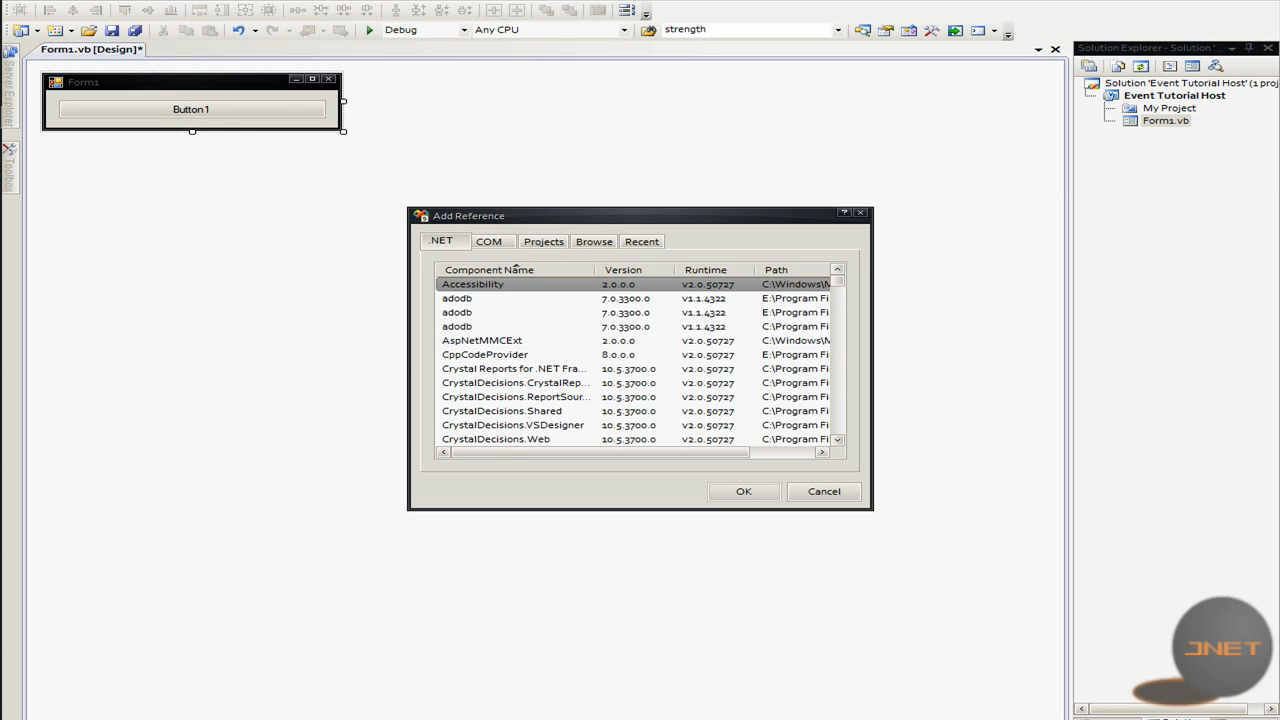 Debug
Any CPU
strength
Form1.vb [Design]*
Solution Explorer - Solution '...
Form1
Button1
Server Explorer
Toolbox
Solution 'Event Tutorial Host' (1 proj
Event Tutorial Host
My Project
Form1.vb
Add Reference
.NET COM Projects Browse Recent
Component Name Version Runtime Path
Accessibility 2.0.0.0 v2.0.50727 C:\Windows\M
adodb 7.0.3300.0 v1.1.4322 E:\Program Fi
adodb 7.0.3300.0 v1.1.4322 E:\Program Fi
adodb 7.0.3300.0 v1.1.4322 C:\Program Fi
AspNetMMCExt 2.0.0.0 v2.0.50727 C:\Windows\M
CppCodeProvider 8.0.0.0 v2.0.50727 E:\Program Fi
Crystal Reports for .NET Fra... 10.5.3700.0 v2.0.50727 C:\Program Fi
CrystalDecisions.CrystalRep... 10.5.3700.0 v2.0.50727 C:\Program Fi
CrystalDecisions.ReportSour... 10.5.3700.0 v2.0.50727 C:\Program Fi
CrystalDecisions.Shared 10.5.3700.0 v2.0.50727 C:\Program Fi
CrystalDecisions.VSDesigner 10.5.3700.0 v2.0.50727 C:\Program Fi
CrystalDecisions.Web 10.5.3700.0 v2.0.50727 C:\Program Fi
OK Cancel
JNET